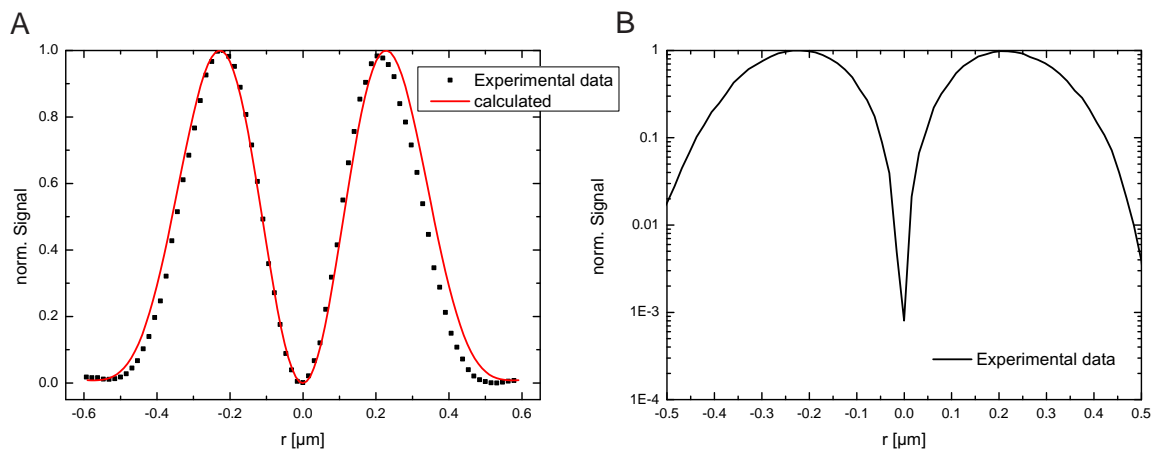 A
1.0
0.8
0.6
0.4
0.2
0.0
norm. Signal
-0.6
-0.4
-0.2
0.0
0.2
0.4
0.6
r [µm]
Experimental data
calculated
B
1
0.1
0.01
1E-3
1E-4
norm. Signal
-0.5
-0.4
-0.3
-0.2
-0.1
0.0
0.1
0.2
0.3
0.4
0.5
r [µm]
Experimental data